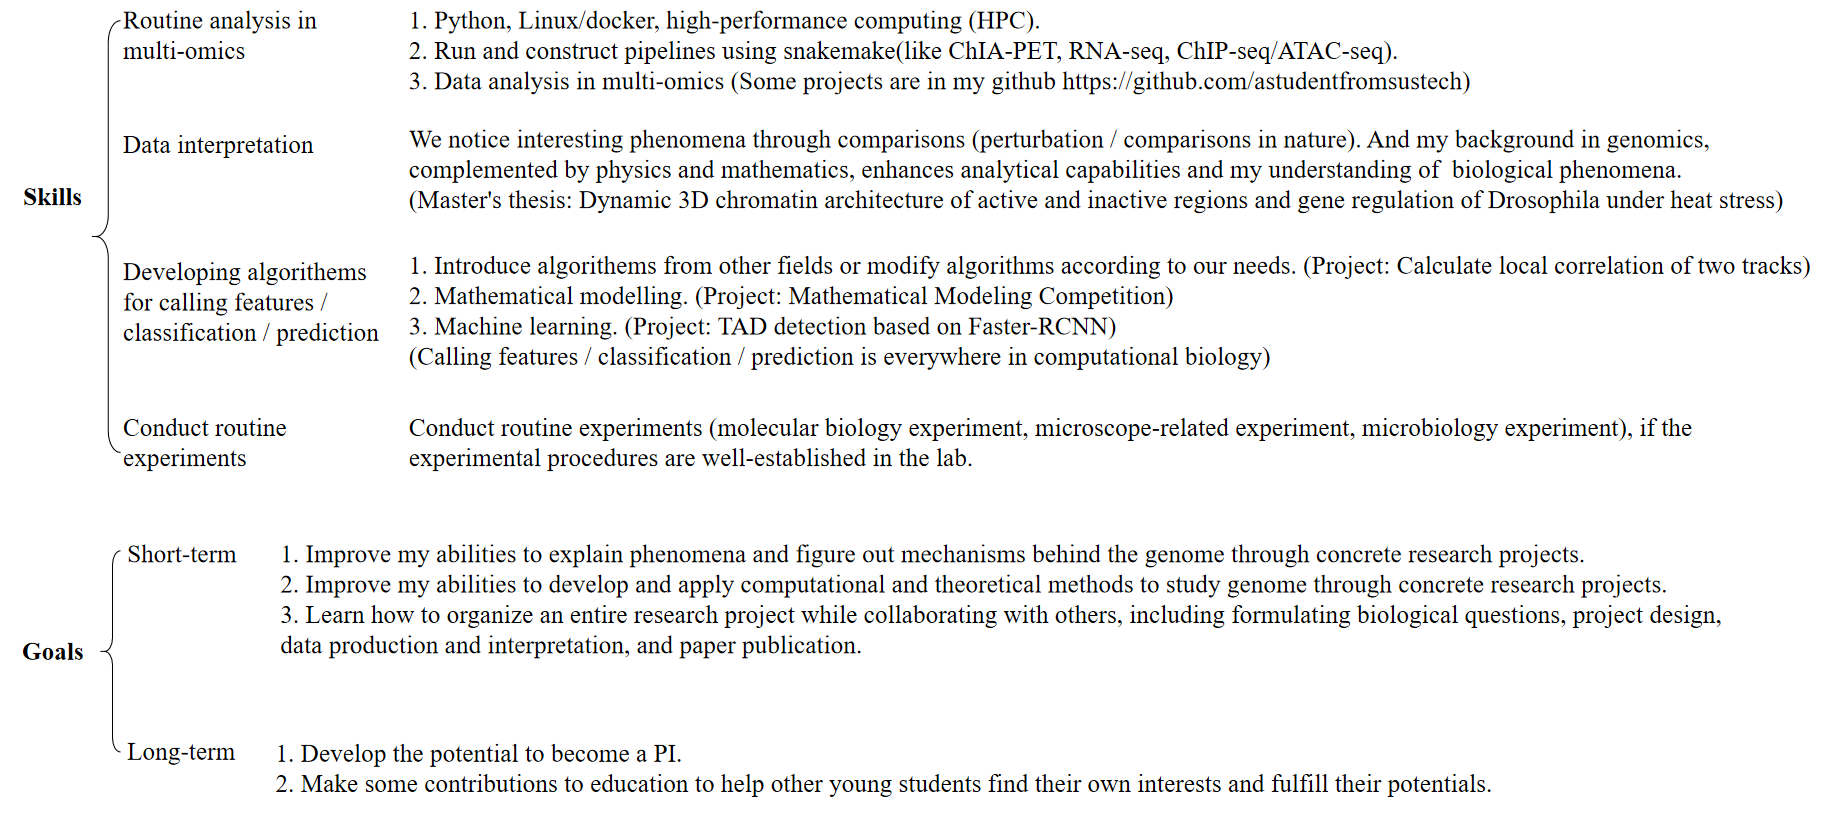 Skills
Routine analysis in
multi-omics
1. Python, Linux/docker, high-performance computing (HPC).
2. Run and construct pipelines using snakemake(like ChIA-PET, RNA-seq, ChIP-seq/ATAC-seq).
3. Data analysis in multi-omics (Some projects are in my github https://github.com/astudentfromsustech)
Data interpretation
We notice interesting phenomena through comparisons (perturbation / comparisons in nature). And my background in genomics,
complemented by physics and mathematics, enhances analytical capabilities and my understanding of biological phenomena.
(Master's thesis: Dynamic 3D chromatin architecture of active and inactive regions and gene regulation of Drosophila under heat stress)
Developing algorithems
for calling features /
classification / prediction
1. Introduce algorithems from other fields or modify algorithms according to our needs. (Project: Calculate local correlation of two tracks)
2. Mathematical modelling. (Project: Mathematical Modeling Competition)
3. Machine learning. (Project: TAD detection based on Faster-RCNN)
(Calling features / classification / prediction is everywhere in computational biology)
Conduct routine
experiments
Conduct routine experiments (molecular biology experiment, microscope-related experiment, microbiology experiment), if the
experimental procedures are well-established in the lab.
Goals
Short-term
1. Improve my abilities to explain phenomena and figure out mechanisms behind the genome through concrete research projects.
2. Improve my abilities to develop and apply computational and theoretical methods to study genome through concrete research projects.
3. Learn how to organize an entire research project while collaborating with others, including formulating biological questions, project design,
data production and interpretation, and paper publication.
Long-term
1. Develop the potential to become a PI.
2. Make some contributions to education to help other young students find their own interests and fulfill their potentials.